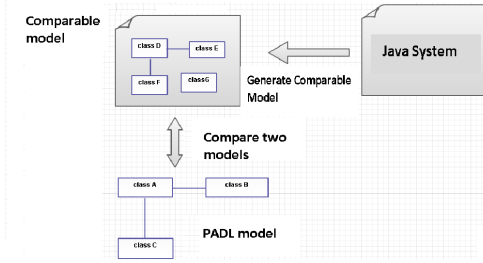 Comparable
model
class D
class E
class F
classG
Java System
Generate Comparable
Model
Compare two
models
class A
class B
class C
PADL model